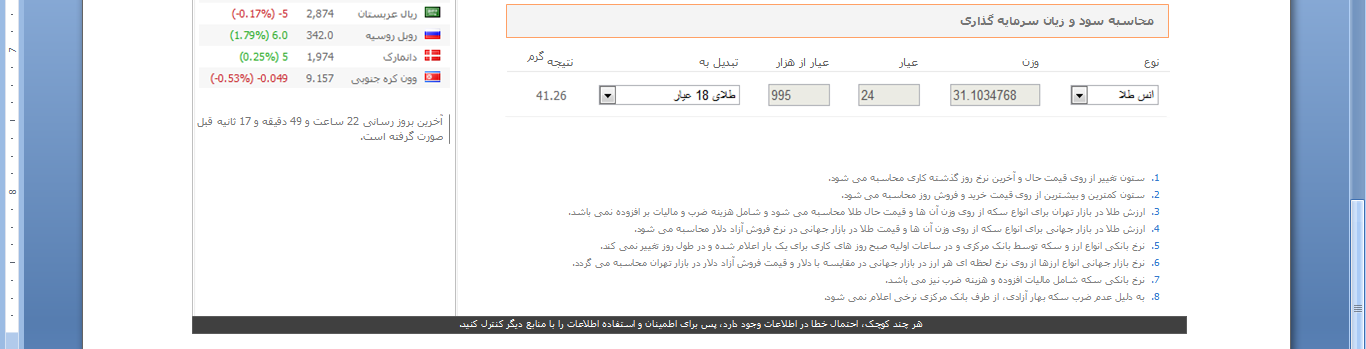 ریال عربستان 2,874 -5 (-0.17%)
روبل روسیه 342.0 6.0 (1.79%)
دانمارک 1,974 5 (0.25%)
وون کره جنوبی 9.157 -0.049 (-0.53%)
آخرین بروز رسانی 22 ساعت و 49 دقیقه و 17 ثانیه قبل
صورت گرفته است.
محاسبه سود و زیان سرمایه گذاری
نوع وزن عیار عیار از هزار تبدیل به نتیجه گرم
انس طلا 31.1034768 24 995 طلای 18 عیار 41.26
1. ستون تغییر از روی قیمت حال و آخرین نرخ روز گذشته کاری محاسبه می شود.
2. ستون کمترین و بیشترین از روی قیمت خرید و فروش روز محاسبه می شود.
3. ارزش طلا در بازار تهران برای انواع سکه از روی وزن آن ها و قیمت حال طلا محاسبه می شود و شامل هزینه ضرب و مالیات بر افزوده نمی باشد.
4. ارزش طلا در بازار جهانی برای انواع سکه از روی وزن آن ها و قیمت طلا در بازار جهانی در نرخ فروش آزاد دلار محاسبه می شود.
5. نرخ بانکی انواع ارز و سکه توسط بانک مرکزی و در ساعات اولیه صبح روز های کاری برای یک بار اعلام شده و در طول روز تغییر نمی کند.
6. نرخ بازار جهانی انواع ارزها از روی نرخ لحظه ای هر ارز در بازار جهانی در مقایسه با دلار و قیمت فروش آزاد دلار در بازار تهران محاسبه می گردد.
7. نرخ بانکی سکه شامل مالیات افزوده و هزینه ضرب نیز می باشد.
8. به دلیل عدم ضرب سکه بهار آزادی، از طرف بانک مرکزی نرخی اعلام نمی شود.
هر چند کوچک، احتمال خطا در اطلاعات وجود دارد، پس برای اطمینان و استفاده اطلاعات را با منابع دیگر کنترل کنید.
7
8